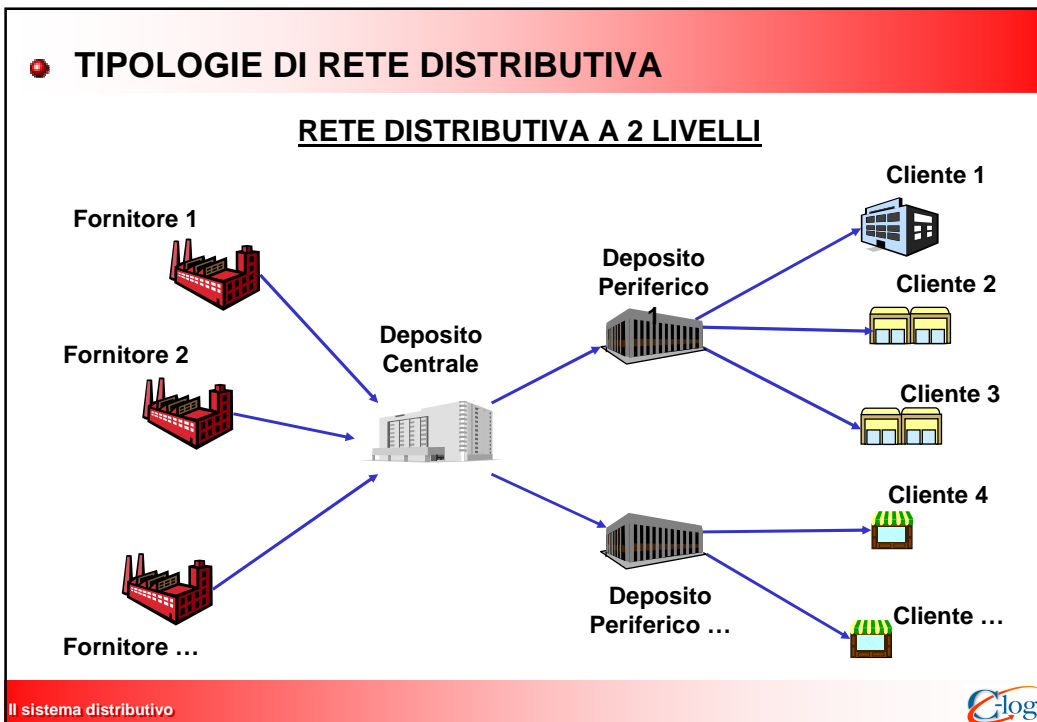 TIPOLOGIE DI RETE DISTRIBUTIVA
RETE DISTRIBUTIVA A 2 LIVELLI
Cliente 1
Fornitore 1
Deposito
Periferico
1
Cliente 2
Deposito
Centrale
Fornitore 2
Cliente 3
Cliente 4
Deposito
Periferico …
Cliente …
Fornitore …
Il sistema distributivo
C-log